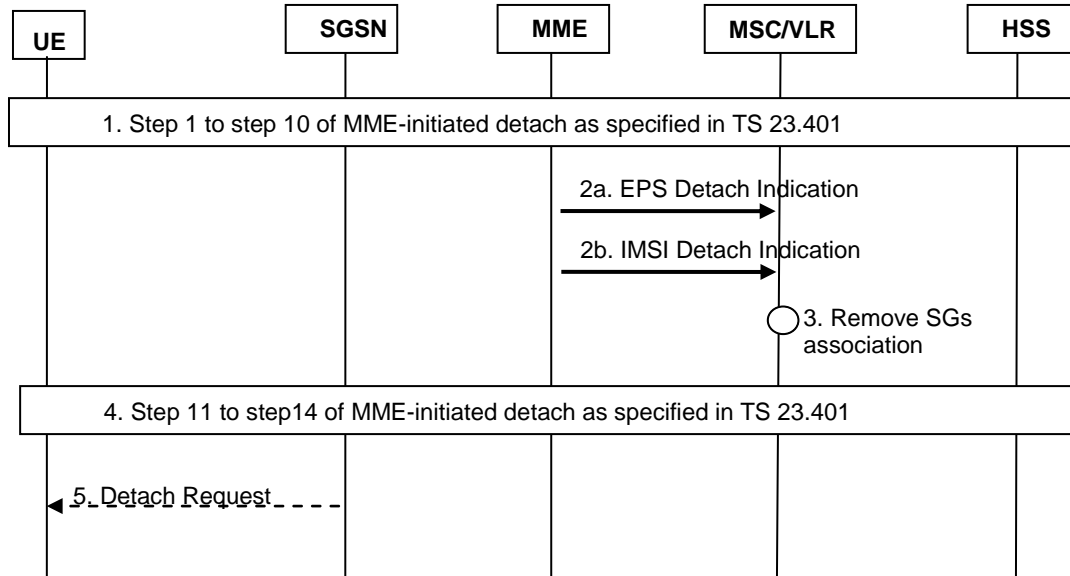 UE
SGSN
MME
MSC/VLR
HSS
1. Step 1 to step 10 of MME-initiated detach as specified in TS 23.401
2a. EPS Detach Indication
2b. IMSI Detach Indication
3. Remove SGs
association
4. Step 11 to step14 of MME-initiated detach as specified in TS 23.401
5. Detach Request